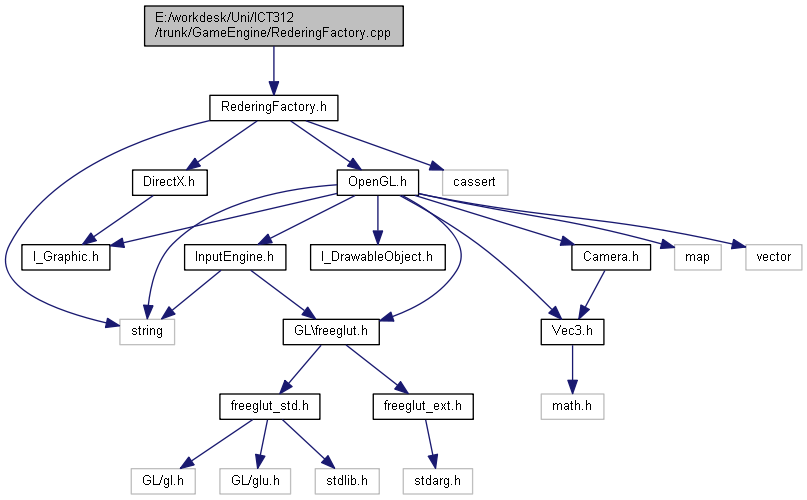 E:/workdesk/Uni/ICT312
/trunk/GameEngine/RederingFactory.cpp
RederingFactory.h
DirectX.h
OpenGL.h
cassert
I_Graphic.h
InputEngine.h
I_DrawableObject.h
Camera.h
map
vector
string
GL\freeglut.h
Vec3.h
freeglut_std.h
freeglut_ext.h
math.h
GL/gl.h
GL/glu.h
stdlib.h
stdarg.h